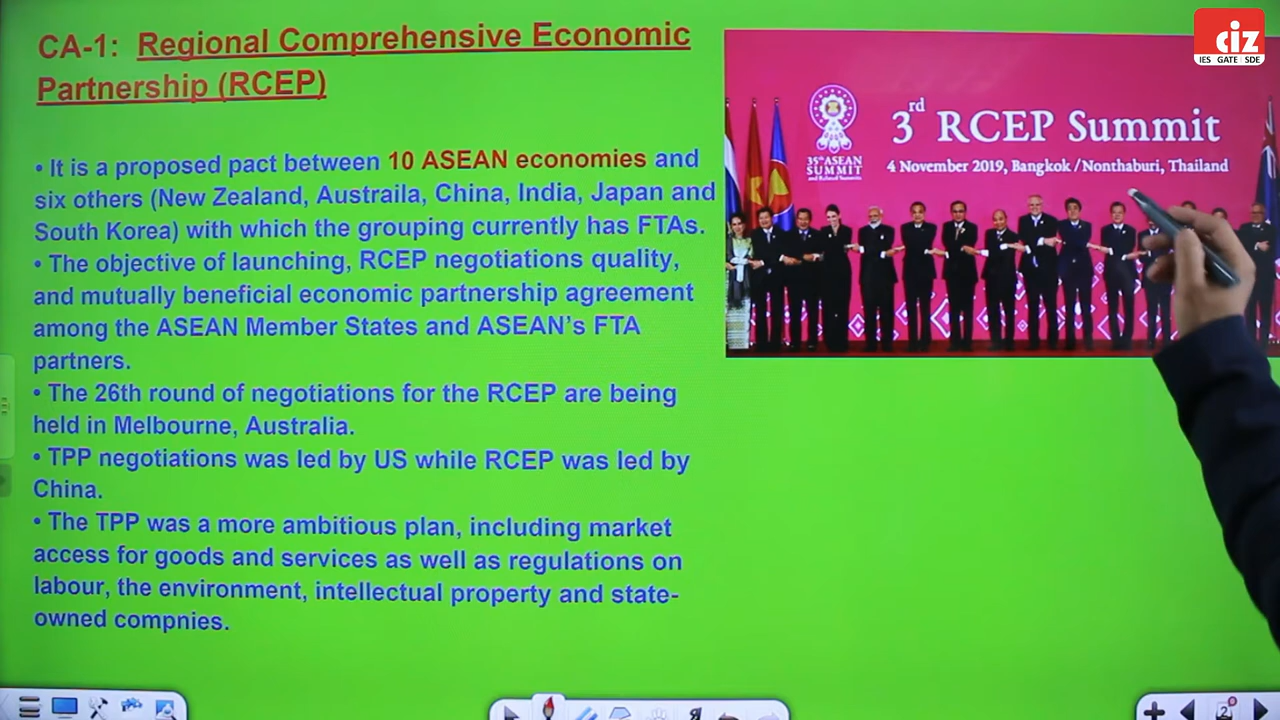 CA-1: Regional Comprehensive Economic
Partnership (RCEP)
• It is a proposed pact between 10 ASEAN economies and
six others (New Zealand, Austraila, China, India, Japan and
South Korea) with which the grouping currently has FTAs.
• The objective of launching, RCEP negotiations quality,
and mutually beneficial economic partnership agreement
among the ASEAN Member States and ASEAN's FTA
partners.
• The 26th round of negotiations for the RCEP are being
held in Melbourne, Australia.
• TPP negotiations was led by US while RCEP was led by
China.
• The TPP was a more ambitious plan, including market
access for goods and services as well as regulations on
labour, the environment, intellectual property and state-
owned compnies.
3rd RCEP Summit
4 November 2019, Bangkok / Nonthaburi, Thailand
35th ASEAN
SUMMIT
and Related Summits
ciz
IES GATE SDE
2